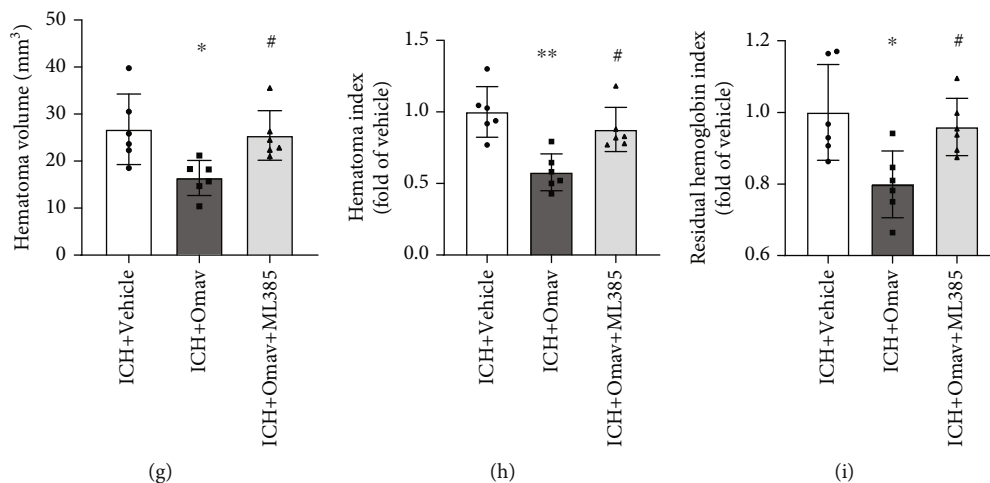 Hematoma volume (mm³)
50
40
30
20
10
0
*
#
ICH+Vehicle
ICH+Omav
ICH+Omav+ML385
(g)
Hematoma index
(fold of vehicle)
1.5
1.0
0.5
0.0
**
#
ICH+Vehicle
ICH+Omav
ICH+Omav+ML385
(h)
Residual hemoglobin index
(fold of vehicle)
1.2
1.0
0.8
0.6
*
#
ICH+Vehicle
ICH+Omav
ICH+Omav+ML385
(i)